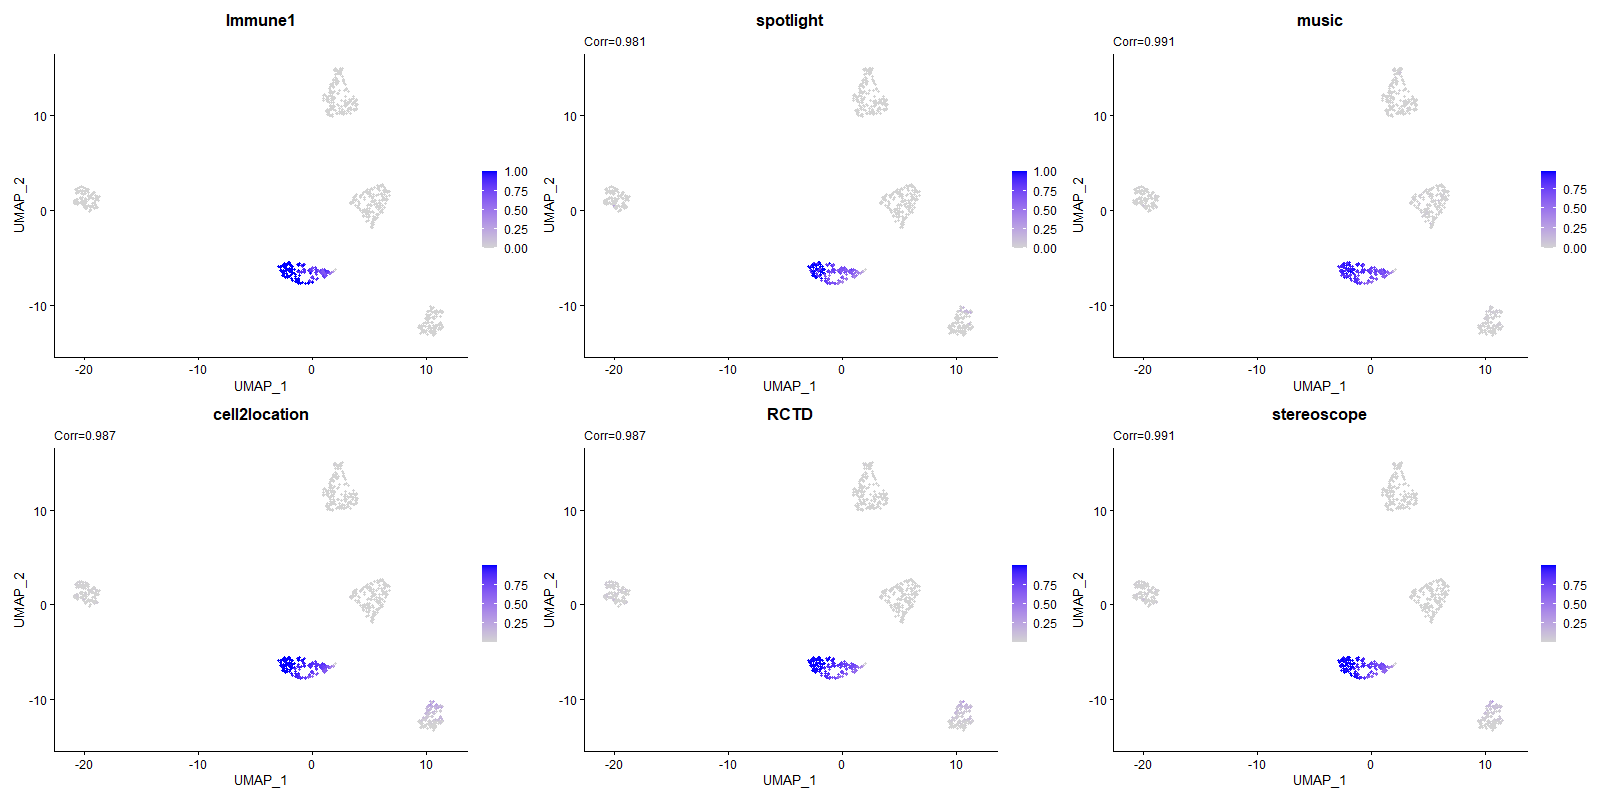 Immune1
spotlight
music
Corr=0.981
Corr=0.991
10
0
-10
UMAP_2
1.00
0.75
0.50
0.25
0.00
-20
-10
0
10
UMAP_1
10
0
-10
UMAP_2
1.00
0.75
0.50
0.25
0.00
-20
-10
0
10
UMAP_1
10
0
-10
UMAP_2
0.75
0.50
0.25
0.00
-20
-10
0
10
UMAP_1
cell2location
RCTD
stereoscope
Corr=0.987
Corr=0.987
Corr=0.991
10
0
-10
UMAP_2
0.75
0.50
0.25
-20
-10
0
10
UMAP_1
10
0
-10
UMAP_2
0.75
0.50
0.25
-20
-10
0
10
UMAP_1
10
0
-10
UMAP_2
0.75
0.50
0.25
-20
-10
0
10
UMAP_1